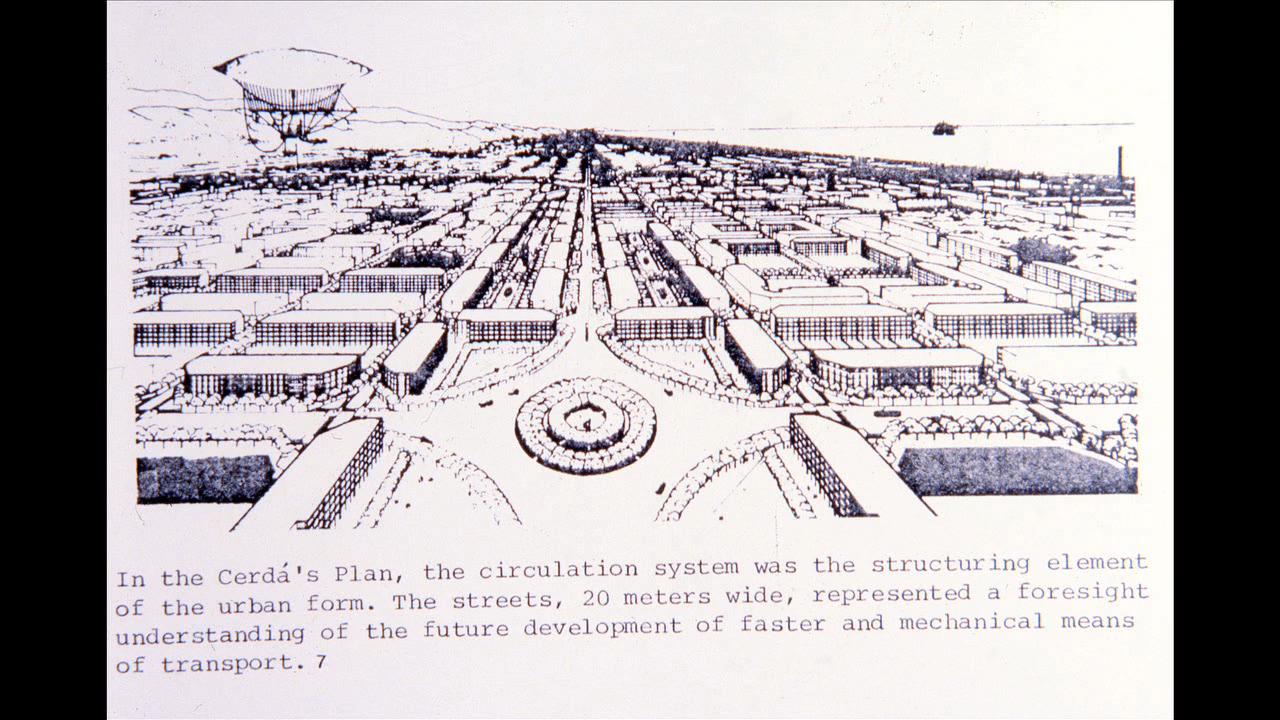 In the Cerdá's Plan, the circulation system was the structuring element
of the urban form. The streets, 20 meters wide, represented a foresight
understanding of the future development of faster and mechanical means
of transport. 7